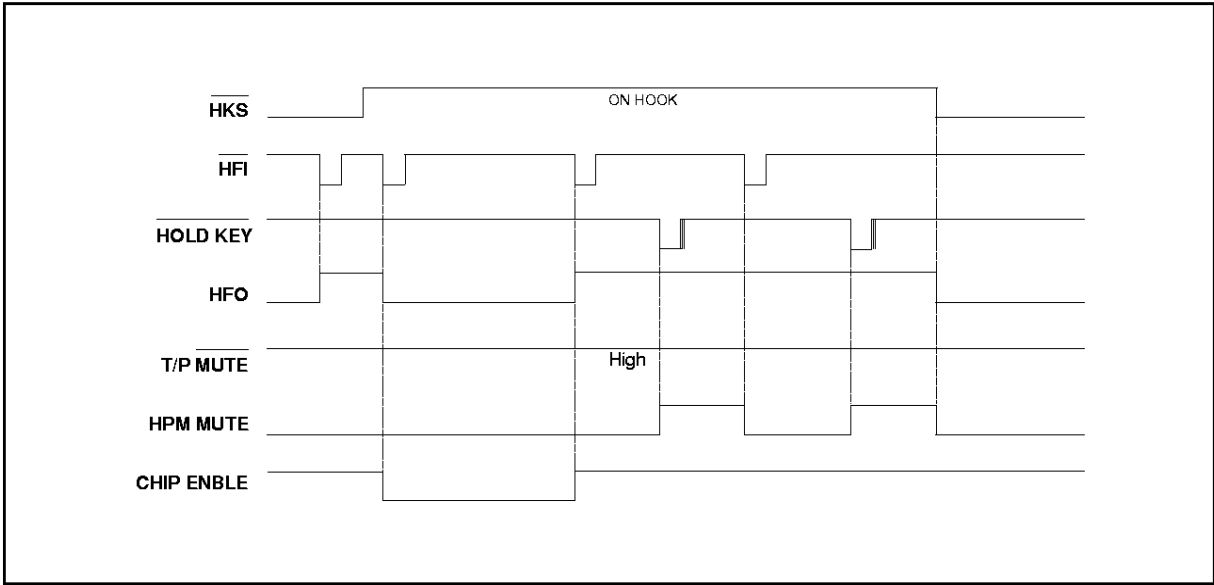 HKS
ON HOOK
HFI
HOLD KEY
HFO
T/P MUTE
High
HPM MUTE
CHIP ENBLE